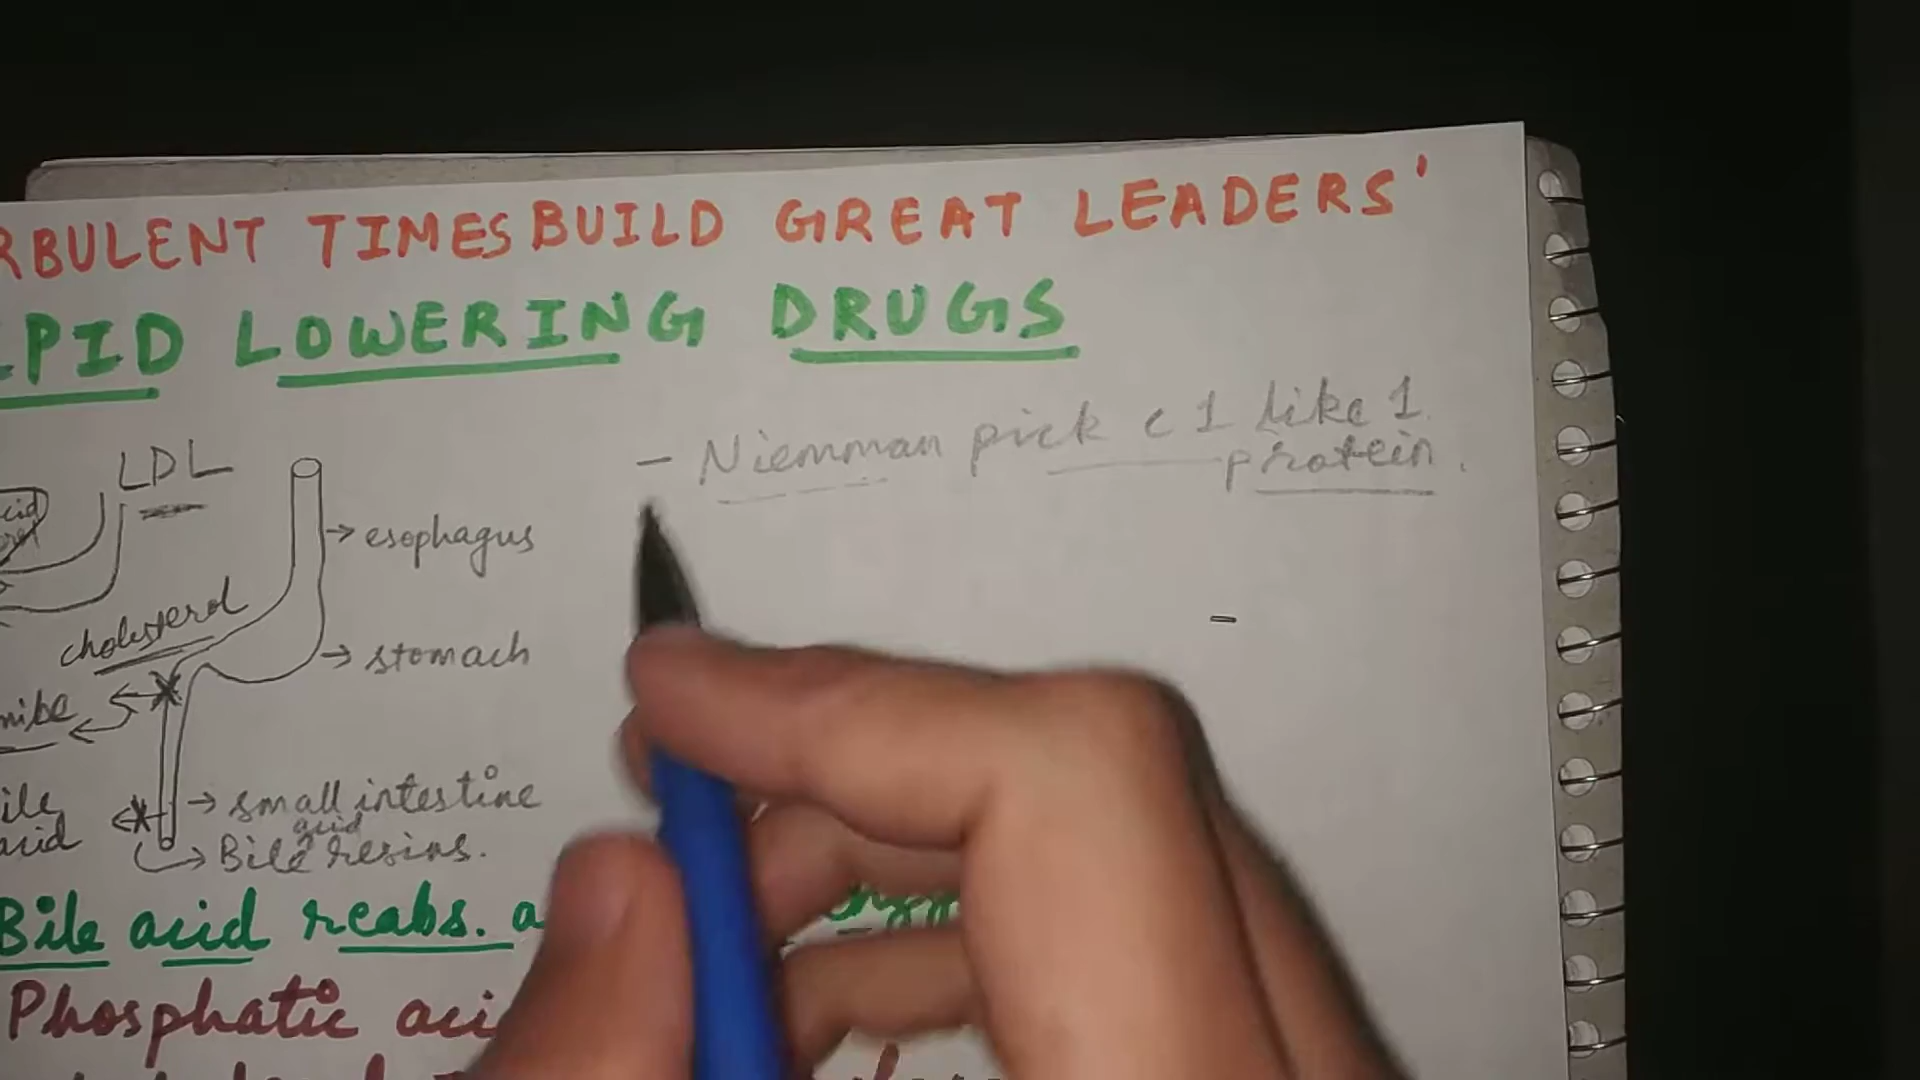 RBULENT TIMES BUILD GREAT LEADERS'
PID LOWERING DRUGS
LDL
- Niemman pick c 1 like 1
protein.
cid
→ esophagus
cholesterol
→ stomach
mibe
→ small intestine
ile
acid
acid
→ Bile resins.
Bile acid reabs. a
Phosphatic aci